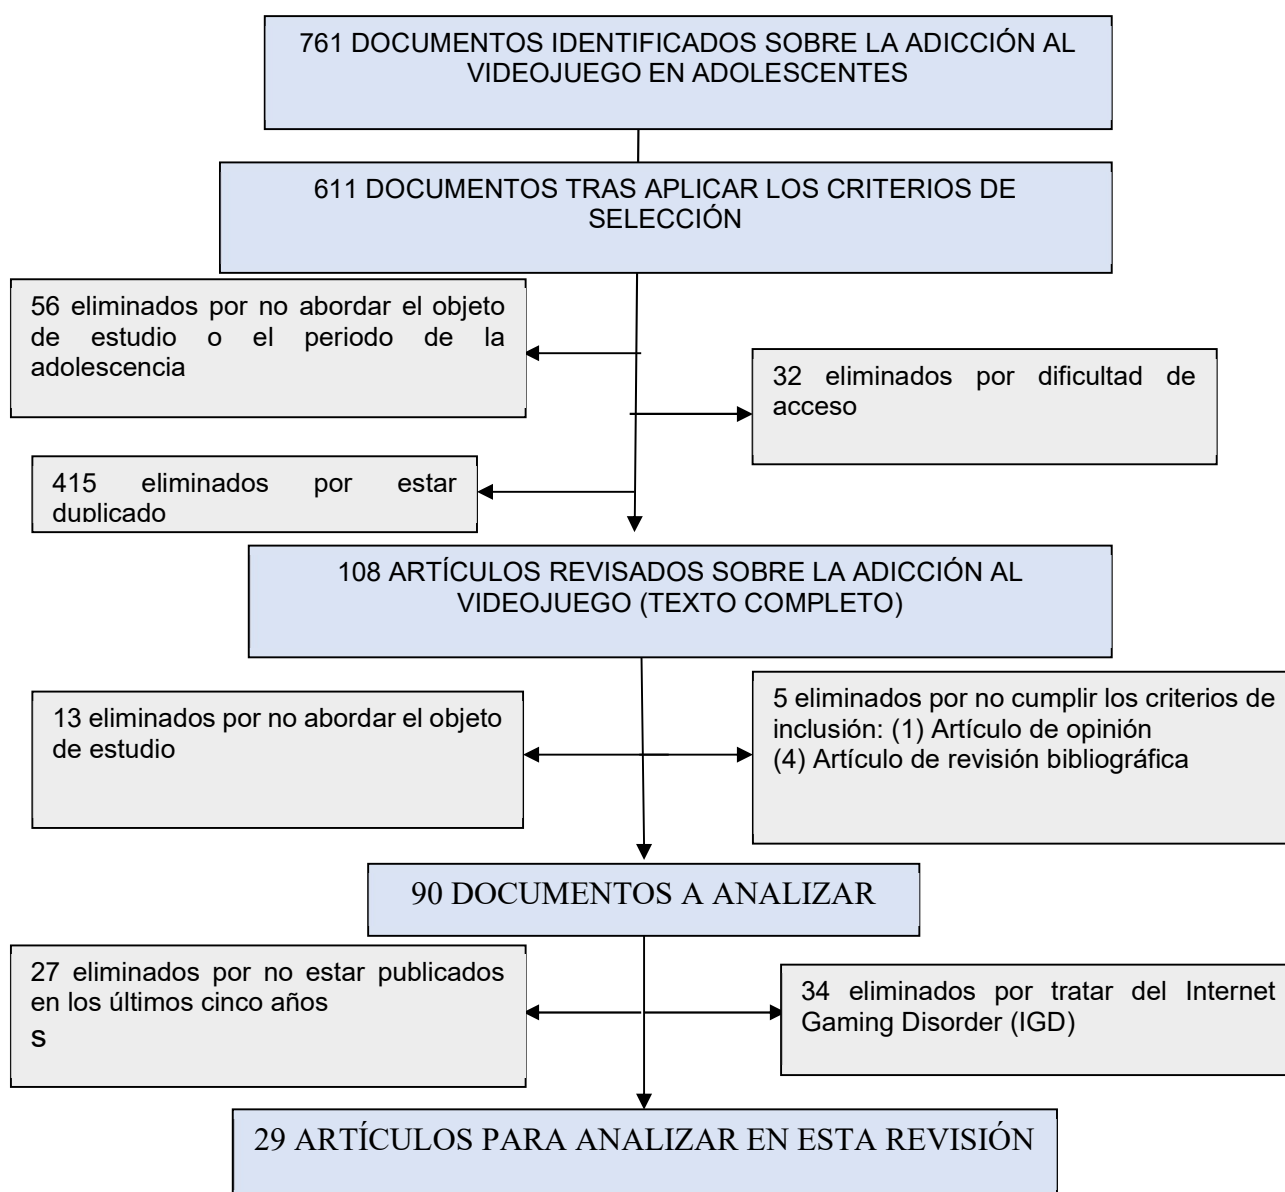 761 DOCUMENTOS IDENTIFICADOS SOBRE LA ADICCIÓN AL
VIDEOJUEGO EN ADOLESCENTES
611 DOCUMENTOS TRAS APLICAR LOS CRITERIOS DE
SELECCIÓN
56 eliminados por no abordar el objeto
de estudio o el periodo de la
adolescencia
32 eliminados por dificultad de
acceso
415 eliminados por estar
duplicado
108 ARTÍCULOS REVISADOS SOBRE LA ADICCIÓN AL
VIDEOJUEGO (TEXTO COMPLETO)
13 eliminados por no abordar el objeto
de estudio
5 eliminados por no cumplir los criterios de
inclusión: (1) Artículo de opinión
(4) Artículo de revisión bibliográfica
90 DOCUMENTOS A ANALIZAR
27 eliminados por no estar publicados
en los últimos cinco años
s
34 eliminados por tratar del Internet
Gaming Disorder (IGD)
29 ARTÍCULOS PARA ANALIZAR EN ESTA REVISIÓN